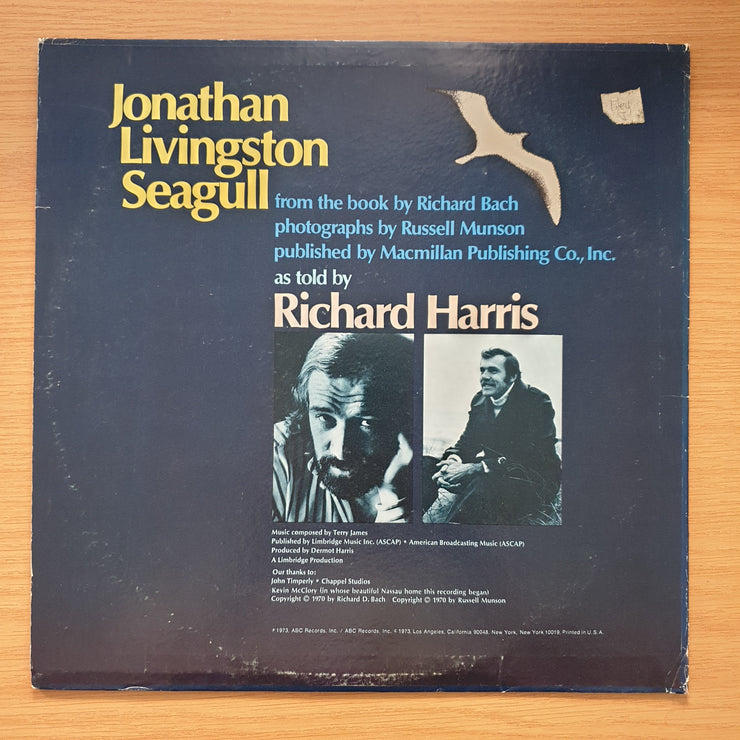 Jonathan
Livingston
Seagull
from the book by Richard Bach
photographs by Russell Munson
published by Macmillan Publishing Co., Inc.
as told by
Richard Harris
Music composed by Terry James
Published by Limbridge Music Inc. (ASCAP) • American Broadcasting Music (ASCAP)
Produced by Dermot Harris
A Limbridge Production
Our thanks to:
John Timperly • Chappel Studios
Kevin McClory (in whose beautiful Nassau home this recording began)
Copyright © 1970 by Richard D. Bach Copyright © 1970 by Russell Munson
℗ 1973, ABC Records, Inc. / ABC Records, Inc. © 1973, Los Angeles, California 90048, New York, New York 10019, Printed in U.S.A.